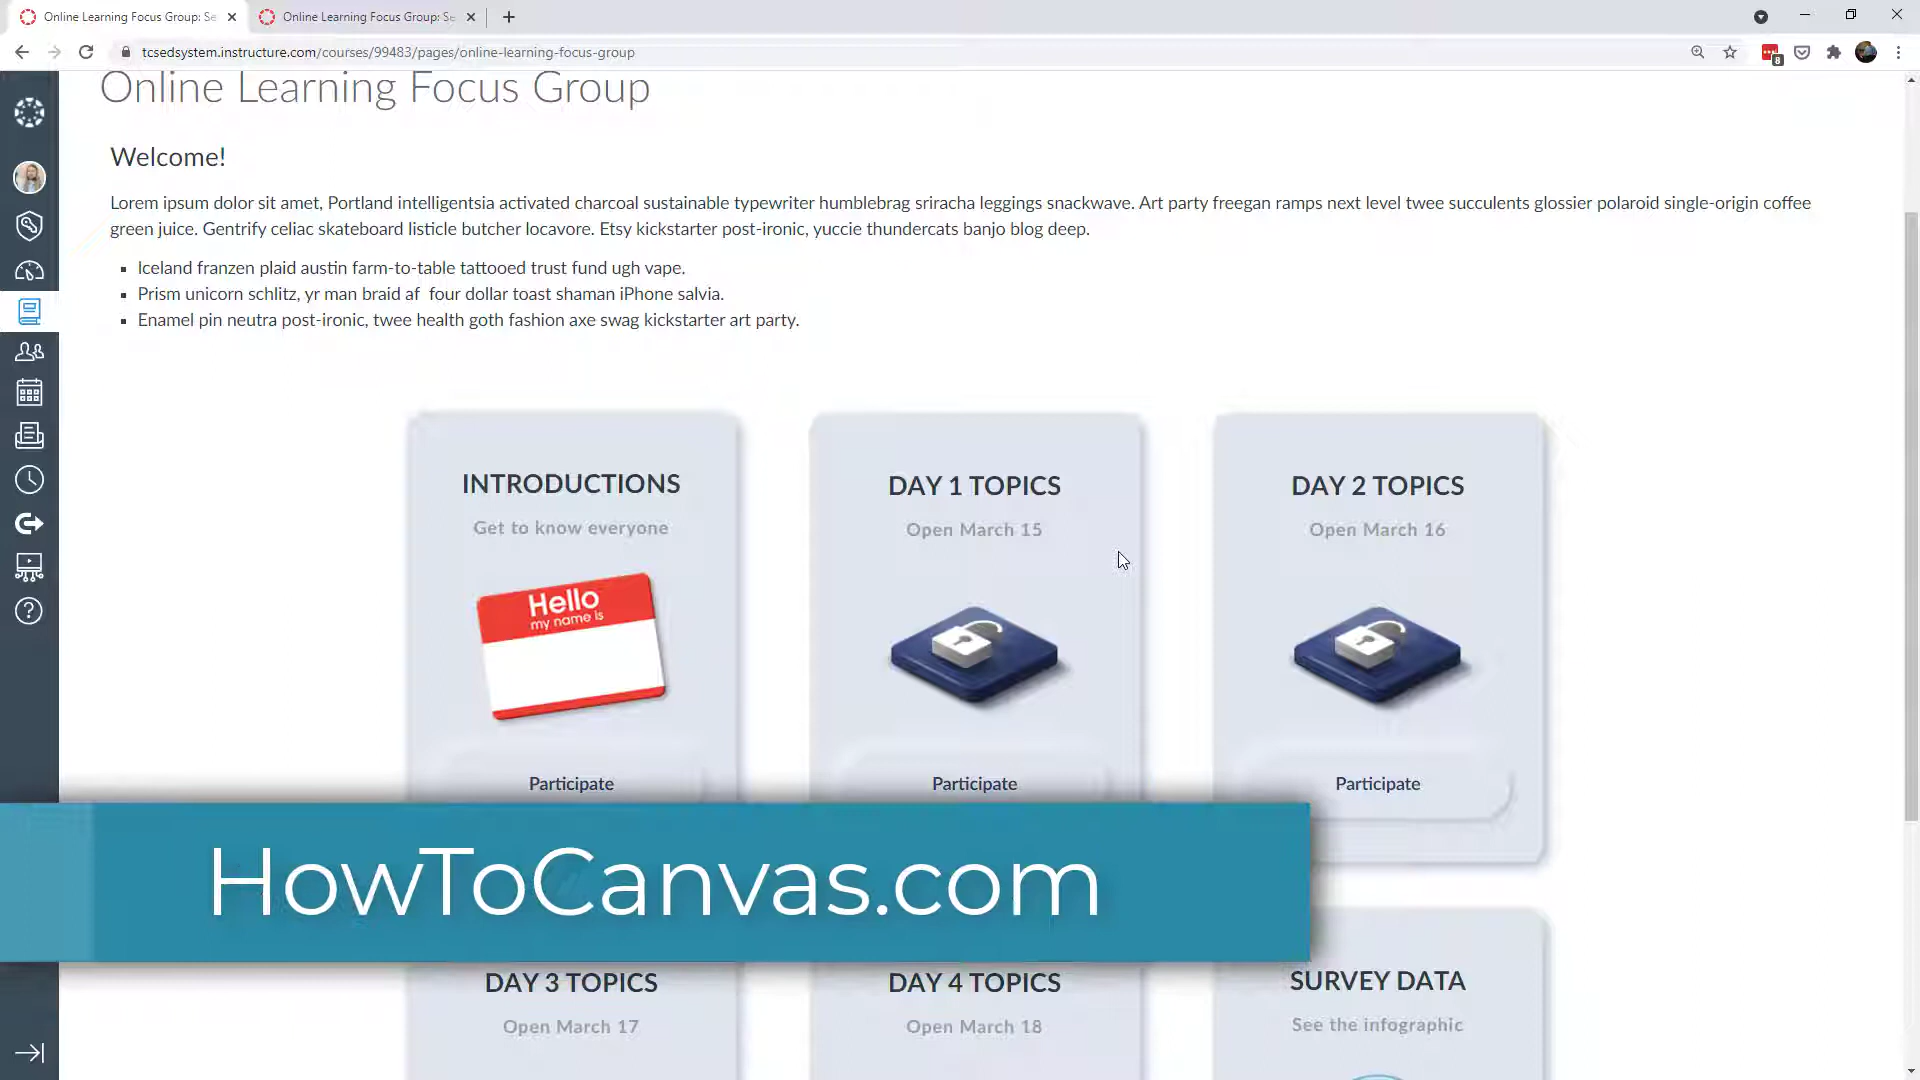 Online Learning Focus Group: Se
Online Learning Focus Group: Se
tcsedsystem.instructure.com/courses/99483/pages/online-learning-focus-group
8
Online Learning Focus Group
Welcome!
Lorem ipsum dolor sit amet, Portland intelligentsia activated charcoal sustainable typewriter humblebrag sriracha leggings snackwave. Art party freegan ramps next level twee succulents glossier polaroid single-origin coffee
green juice. Gentrify celiac skateboard listicle butcher locavore. Etsy kickstarter post-ironic, yuccie thundercats banjo blog deep.
Iceland franzen plaid austin farm-to-table tattooed trust fund ugh vape.
Prism unicorn schlitz, yr man braid af four dollar toast shaman iPhone salvia.
Enamel pin neutra post-ironic, twee health goth fashion axe swag kickstarter art party.
INTRODUCTIONS
Get to know everyone
Hello
my name is
Participate
DAY 1 TOPICS
Open March 15
Participate
DAY 2 TOPICS
Open March 16
Participate
HowToCanvas.com
DAY 3 TOPICS
Open March 17
DAY 4 TOPICS
Open March 18
SURVEY DATA
See the infographic